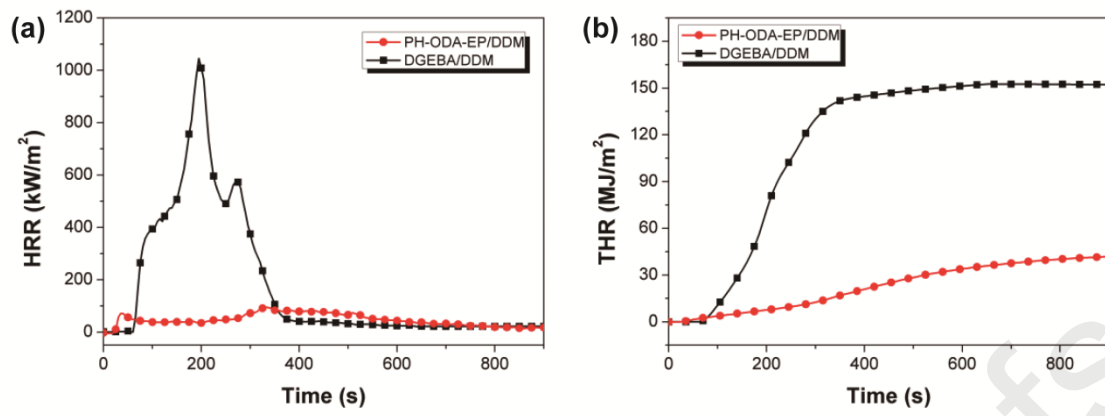 (a)
1200
1000
800
600
400
200
0
HRR (kW/m²)
PH-ODA-EP/DDM
DGEBA/DDM
0 200 400 600 800
Time (s)
(b)
180
150
120
90
60
30
0
THR (MJ/m²)
PH-ODA-EP/DDM
DGEBA/DDM
0 200 400 600 800
Time (s)